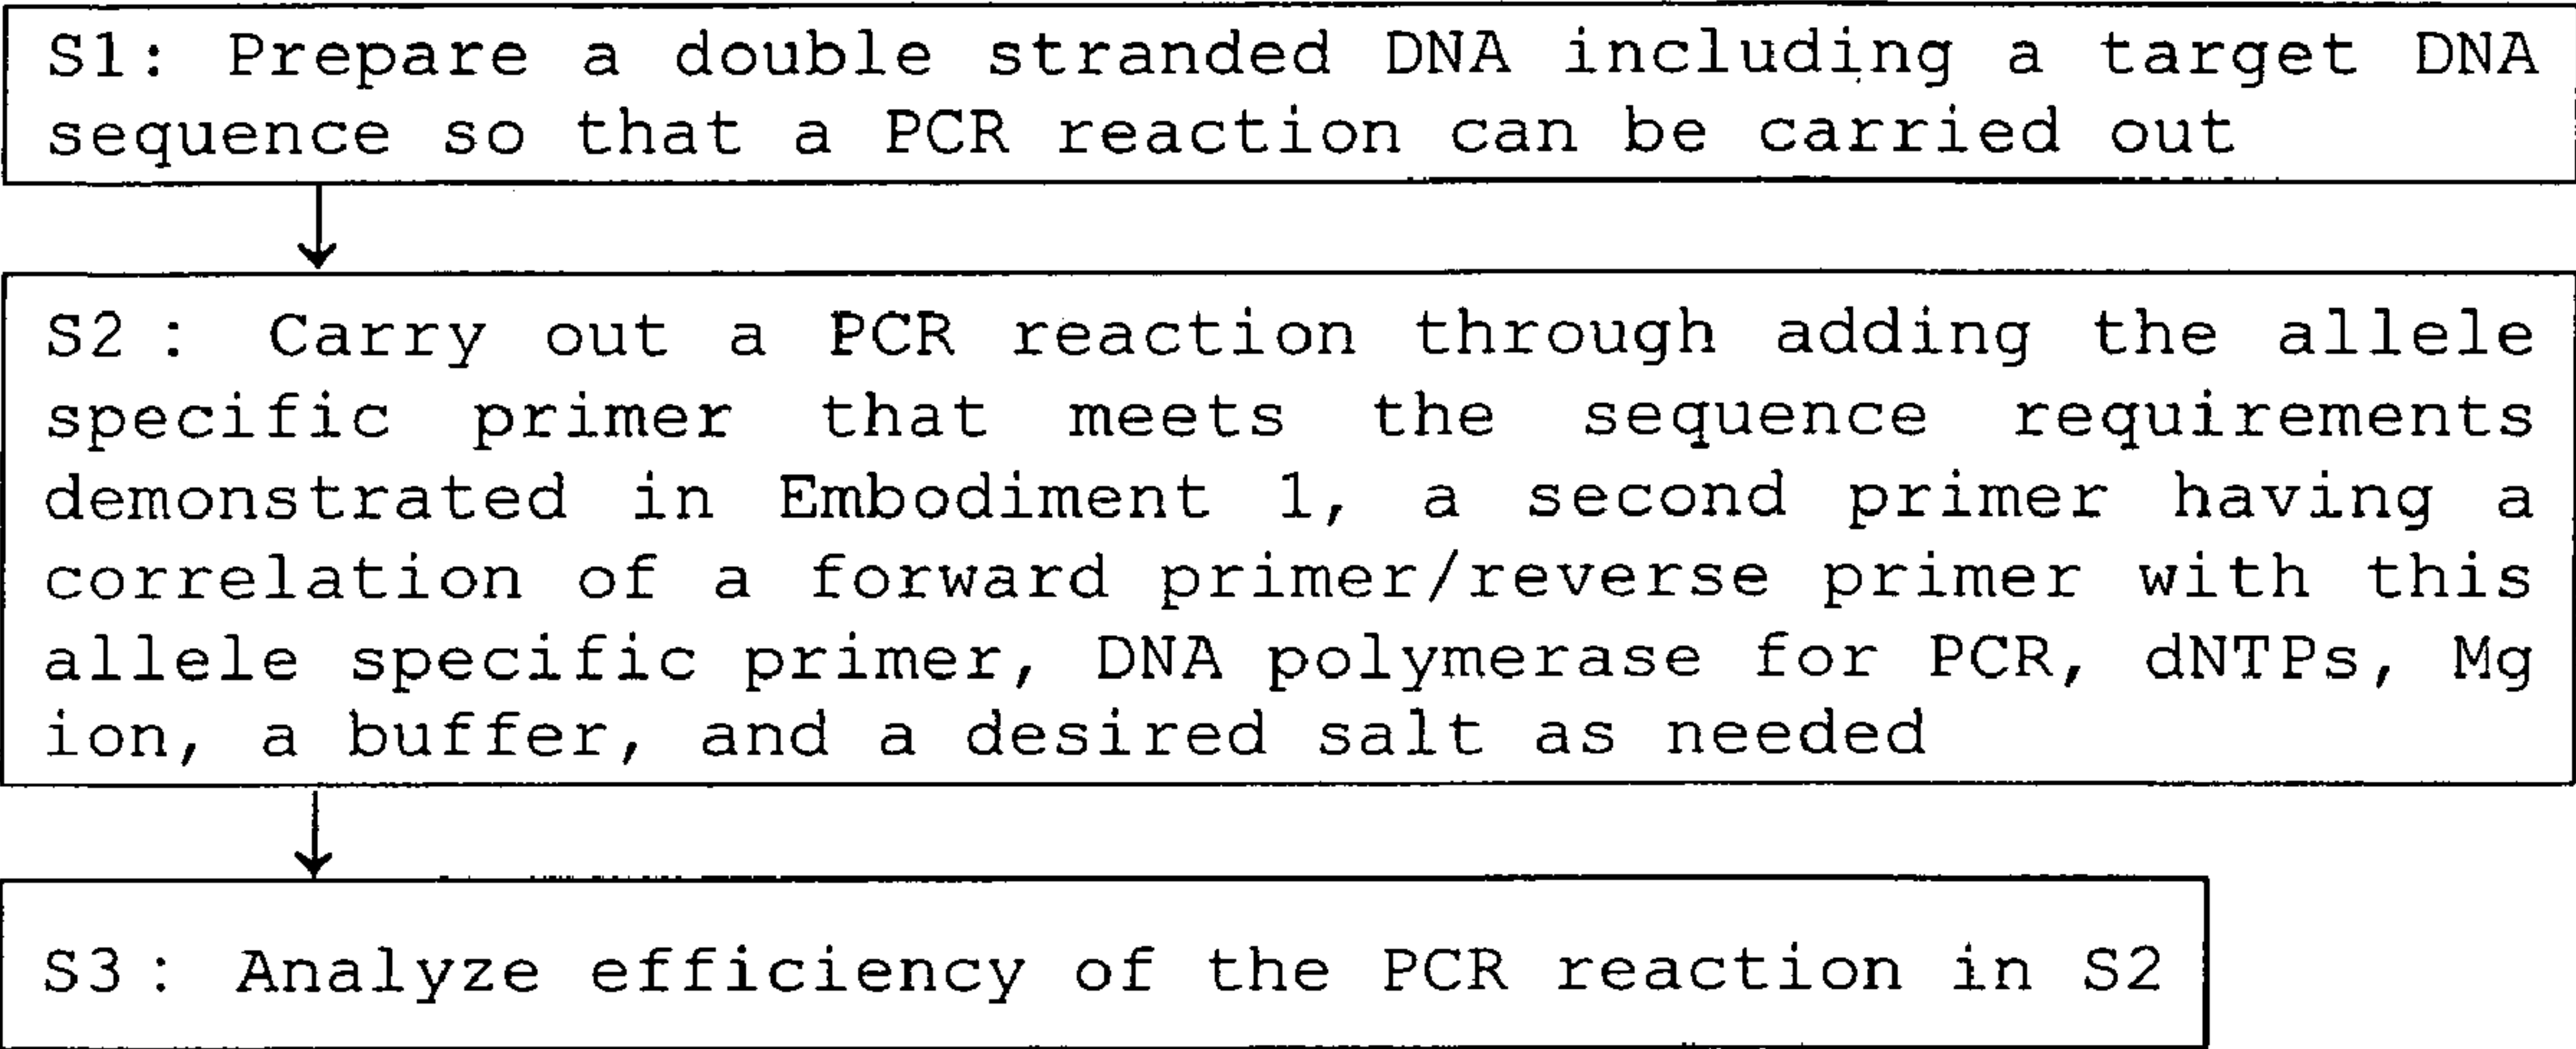 S1: Prepare a double stranded DNA including a target DNA
sequence so that a PCR reaction can be carried out
S2 : Carry out a PCR reaction through adding the allele
specific primer that meets the sequence requirements
demonstrated in Embodiment 1, a second primer having a
correlation of a forward primer/reverse primer with this
allele specific primer, DNA polymerase for PCR, dNTPs, Mg
ion, a buffer, and a desired salt as needed
S3 : Analyze efficiency of the PCR reaction in S2